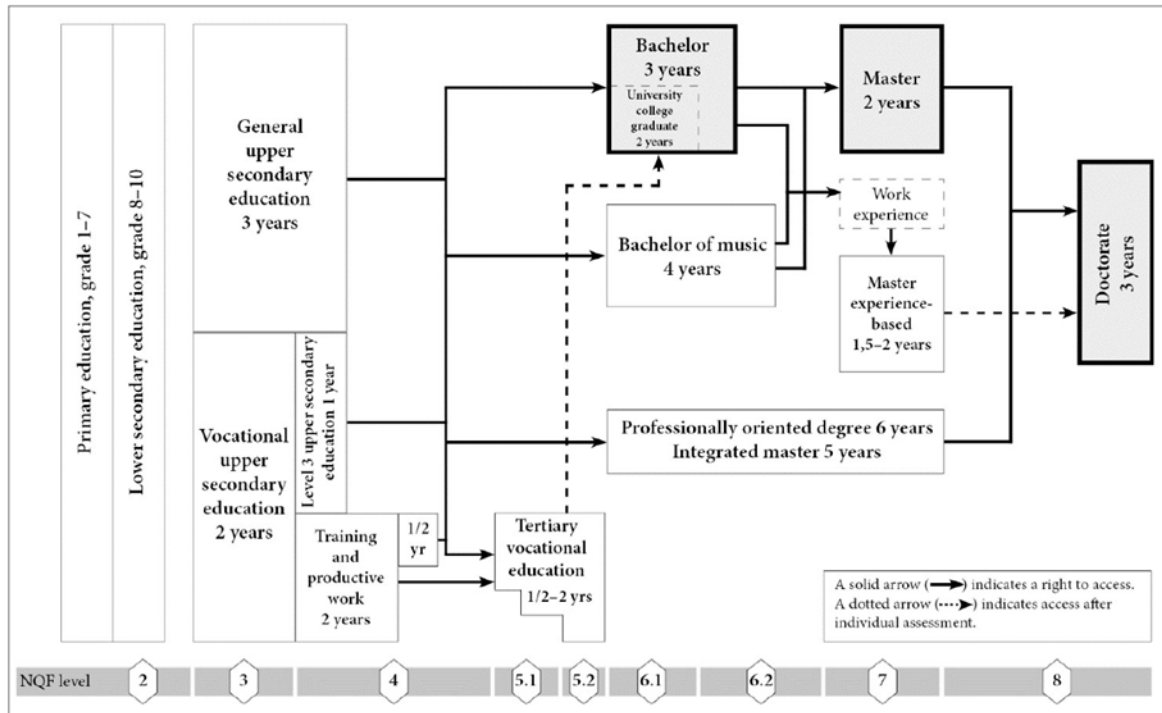 Primary education, grade 1–7
Lower secondary education, grade 8–10
General
upper
secondary
education
3 years
Vocational
upper
secondary
education
2 years
Level 3 upper secondary
education 1 year
Training
and
productive
work
2 years
1/2
yr
Tertiary
vocational
education
1/2–2 yrs
Bachelor
3 years
University
college
graduate
2 years
Bachelor of music
4 years
Professionally oriented degree 6 years
Integrated master 5 years
Master
2 years
Work
experience
Master
experience-
based
1,5–2 years
Doctorate
3 years
A solid arrow () indicates a right to access.
A dotted arrow () indicates access after
individual assessment.
NQF level
2
3
4
5.1
5.2
6.1
6.2
7
8